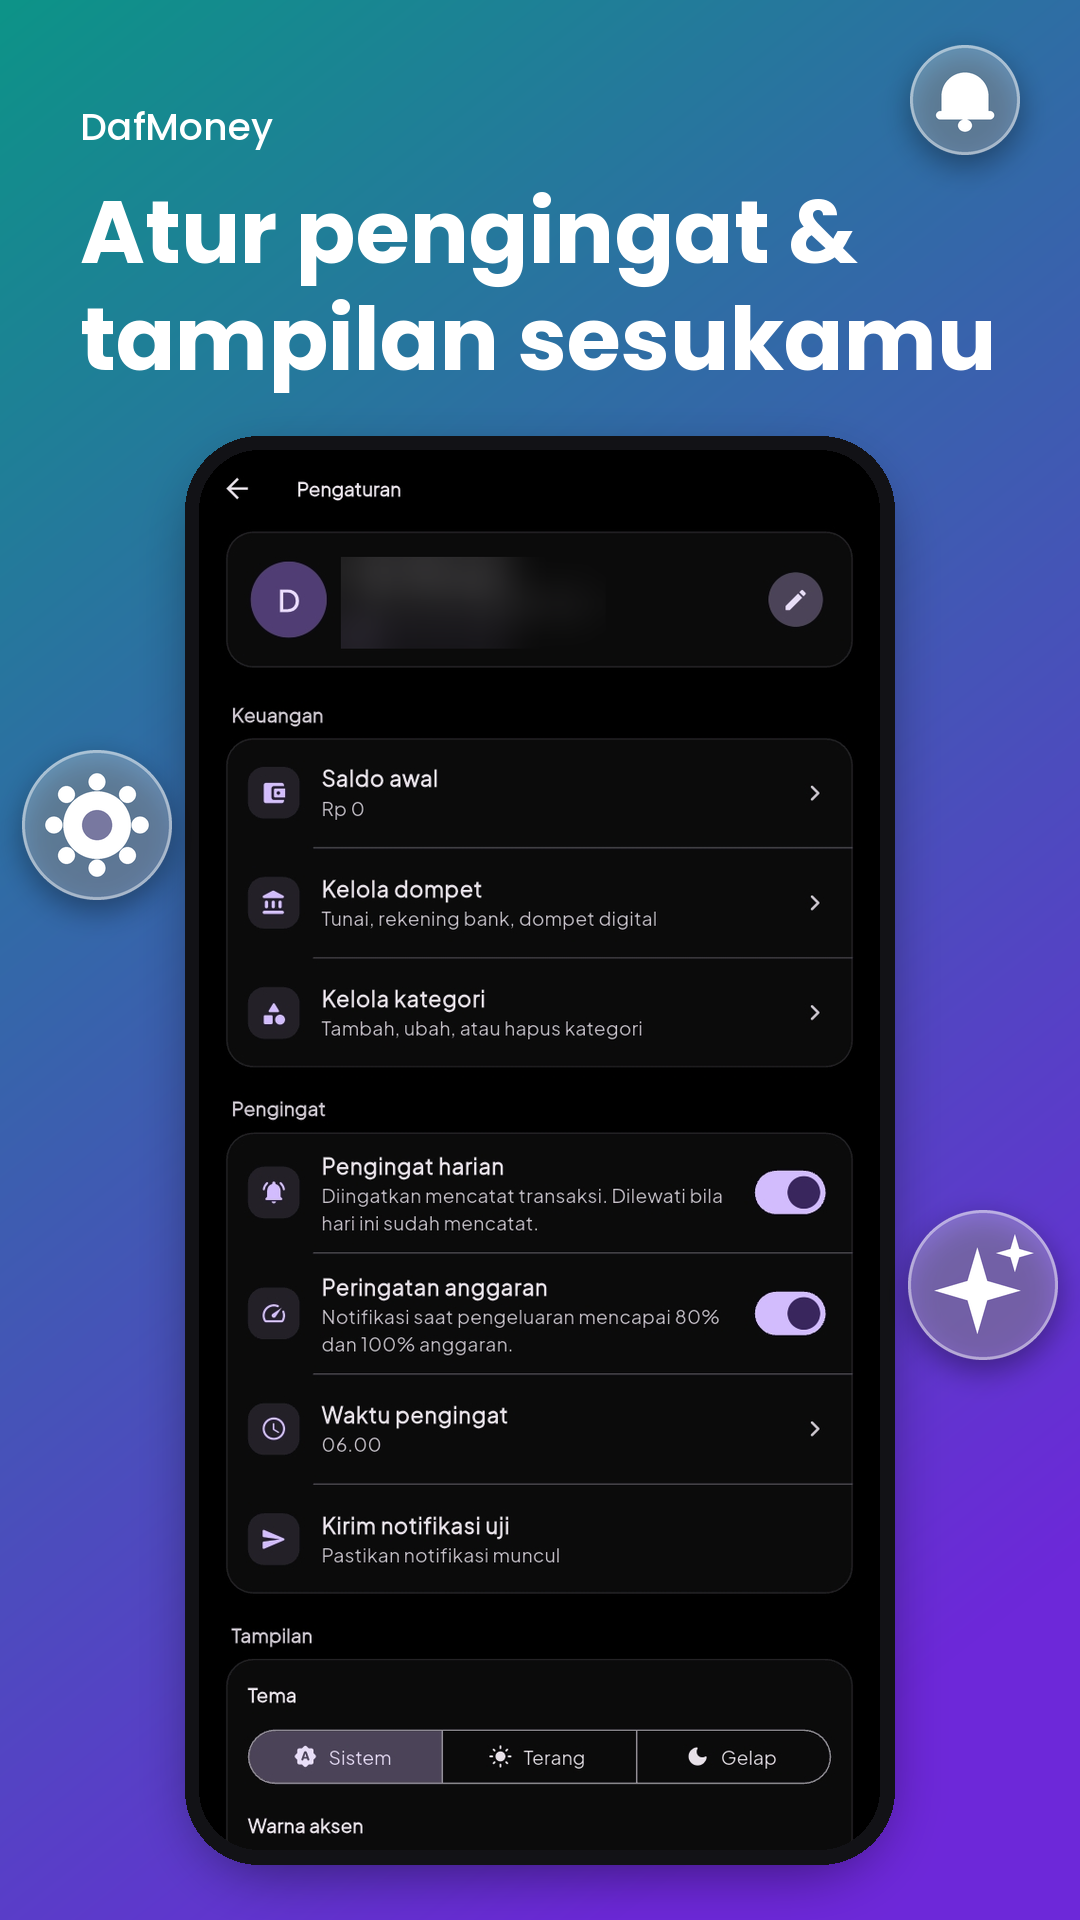 DafMoney
Atur pengingat &
tampilan sesukamu
Pengaturan
D
Keuangan
Saldo awal
Rp 0
Kelola dompet
Tunai, rekening bank, dompet digital
Kelola kategori
Tambah, ubah, atau hapus kategori
Pengingat
Pengingat harian
Diingatkan mencatat transaksi. Dilewati bila
hari ini sudah mencatat.
Peringatan anggaran
Notifikasi saat pengeluaran mencapai 80%
dan 100% anggaran.
Waktu pengingat
06.00
Kirim notifikasi uji
Pastikan notifikasi muncul
Tampilan
Tema
A Sistem
Terang
Gelap
Warna aksen